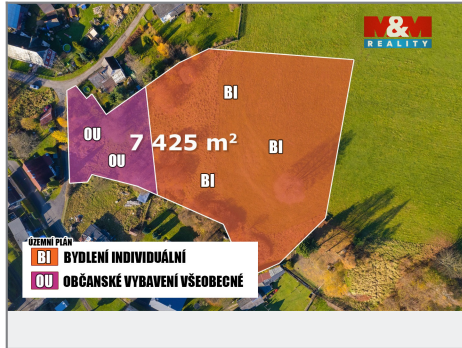 M&M
REALITY
BI
OU
BI
7 425 m²
OU
BI
ÚZEMNÍ PLÁN
BI BYDLENÍ INDIVIDUÁLNÍ
OU OBČANSKÉ VYBAVENÍ VŠEOBECNÉ